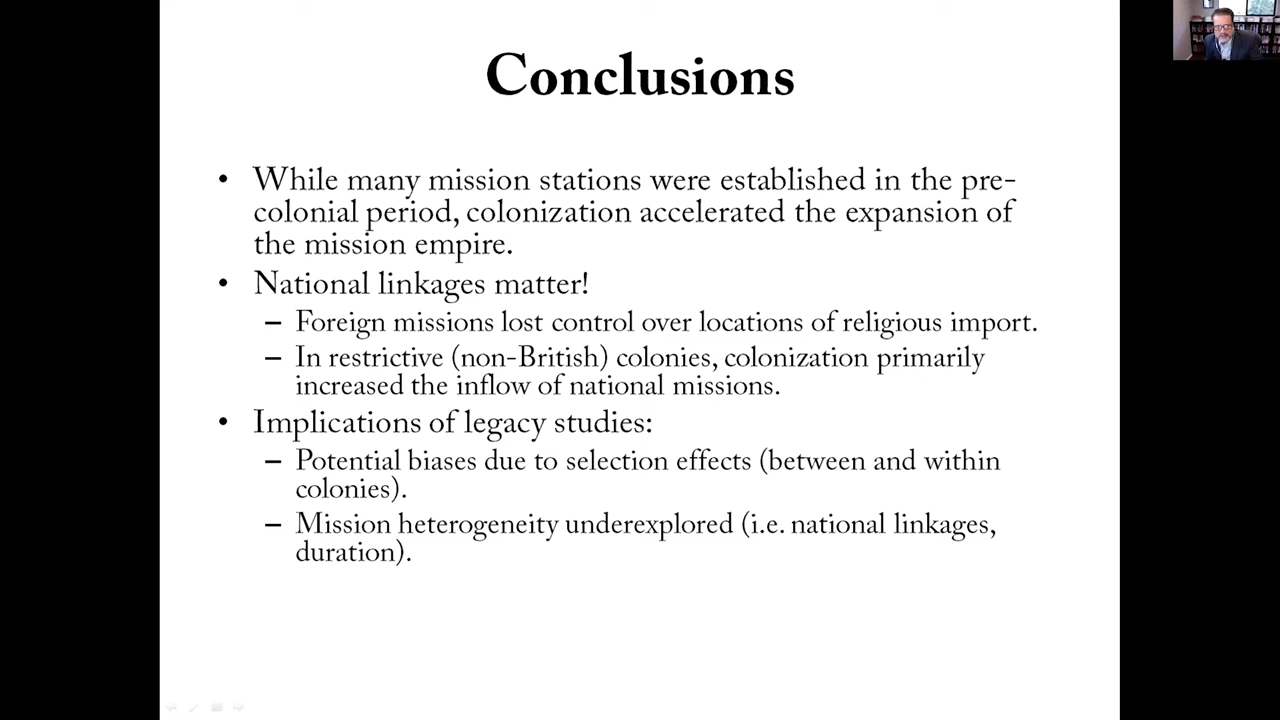 Conclusions
• While many mission stations were established in the pre-
colonial period, colonization accelerated the expansion of
the mission empire.
• National linkages matter!
– Foreign missions lost control over locations of religious import.
– In restrictive (non-British) colonies, colonization primarily
increased the inflow of national missions.
• Implications of legacy studies:
– Potential biases due to selection effects (between and within
colonies).
– Mission heterogeneity underexplored (i.e. national linkages,
duration).